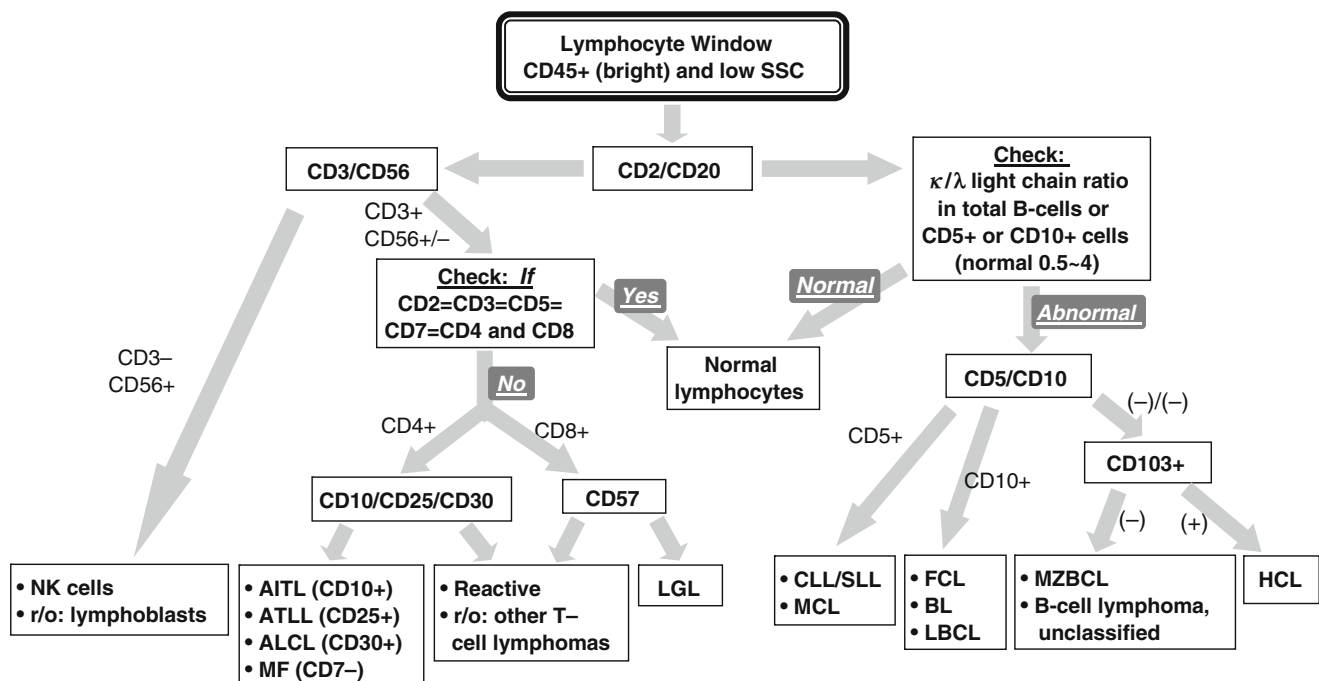 Lymphocyte Window
CD45+ (bright) and low SSC
CD3/CD56
CD2/CD20
Check:
κ/λ light chain ratio
in total B-cells or
CD5+ or CD10+ cells
(normal 0.5~4)
CD3+
CD56+/–
Check: If
CD2=CD3=CD5=
CD7=CD4 and CD8
Yes
Normal
Abnormal
CD3–
CD56+
No
Normal
lymphocytes
CD5/CD10
(–)/(–)
CD4+
CD8+
CD5+
CD10+
CD103+
CD10/CD25/CD30
CD57
(–)
(+)
• NK cells
• r/o: lymphoblasts
• AITL (CD10+)
• ATLL (CD25+)
• ALCL (CD30+)
• MF (CD7–)
• Reactive
• r/o: other T–
cell lymphomas
LGL
• CLL/SLL
• MCL
• FCL
• BL
• LBCL
• MZBCL
• B-cell lymphoma,
unclassified
HCL